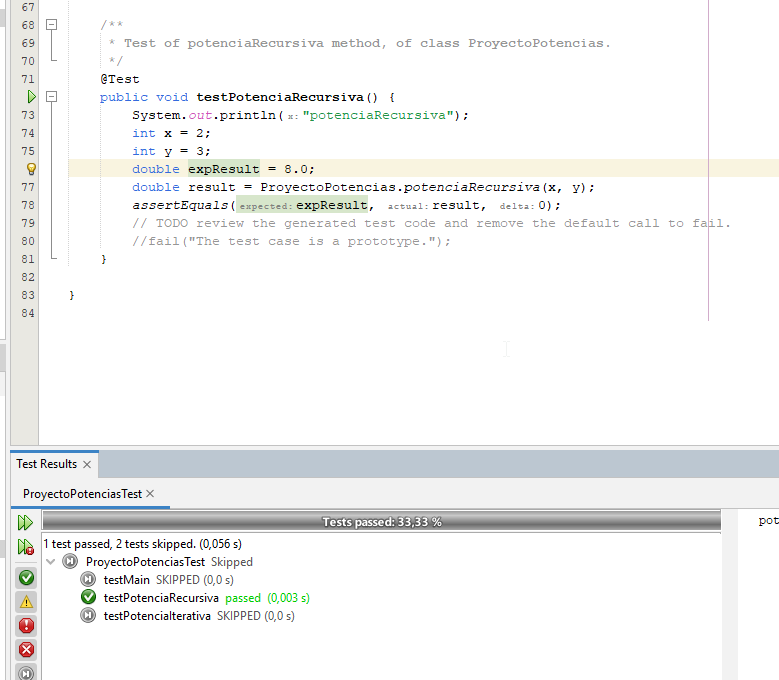 67
68 /**
69 * Test of potenciaRecursiva method, of class ProyectoPotencias.
70 */
71 @Test
public void testPotenciaRecursiva() {
73 System.out.println( x: "potenciaRecursiva");
74 int x = 2;
75 int y = 3;
double expResult = 8.0;
77 double result = ProyectoPotencias.potenciaRecursiva(x, y);
78 assertEquals( expected: expResult, actual: result, delta: 0);
79 // TODO review the generated test code and remove the default call to fail.
80 //fail("The test case is a prototype.");
81 }
82
83 }
84
Test Results
ProyectoPotenciasTest
Tests passed: 33,33 %
pot
1 test passed, 2 tests skipped. (0,056 s)
ProyectoPotenciasTest Skipped
testMain SKIPPED (0,0 s)
testPotenciaRecursiva passed (0,003 s)
testPotenciaIterativa SKIPPED (0,0 s)